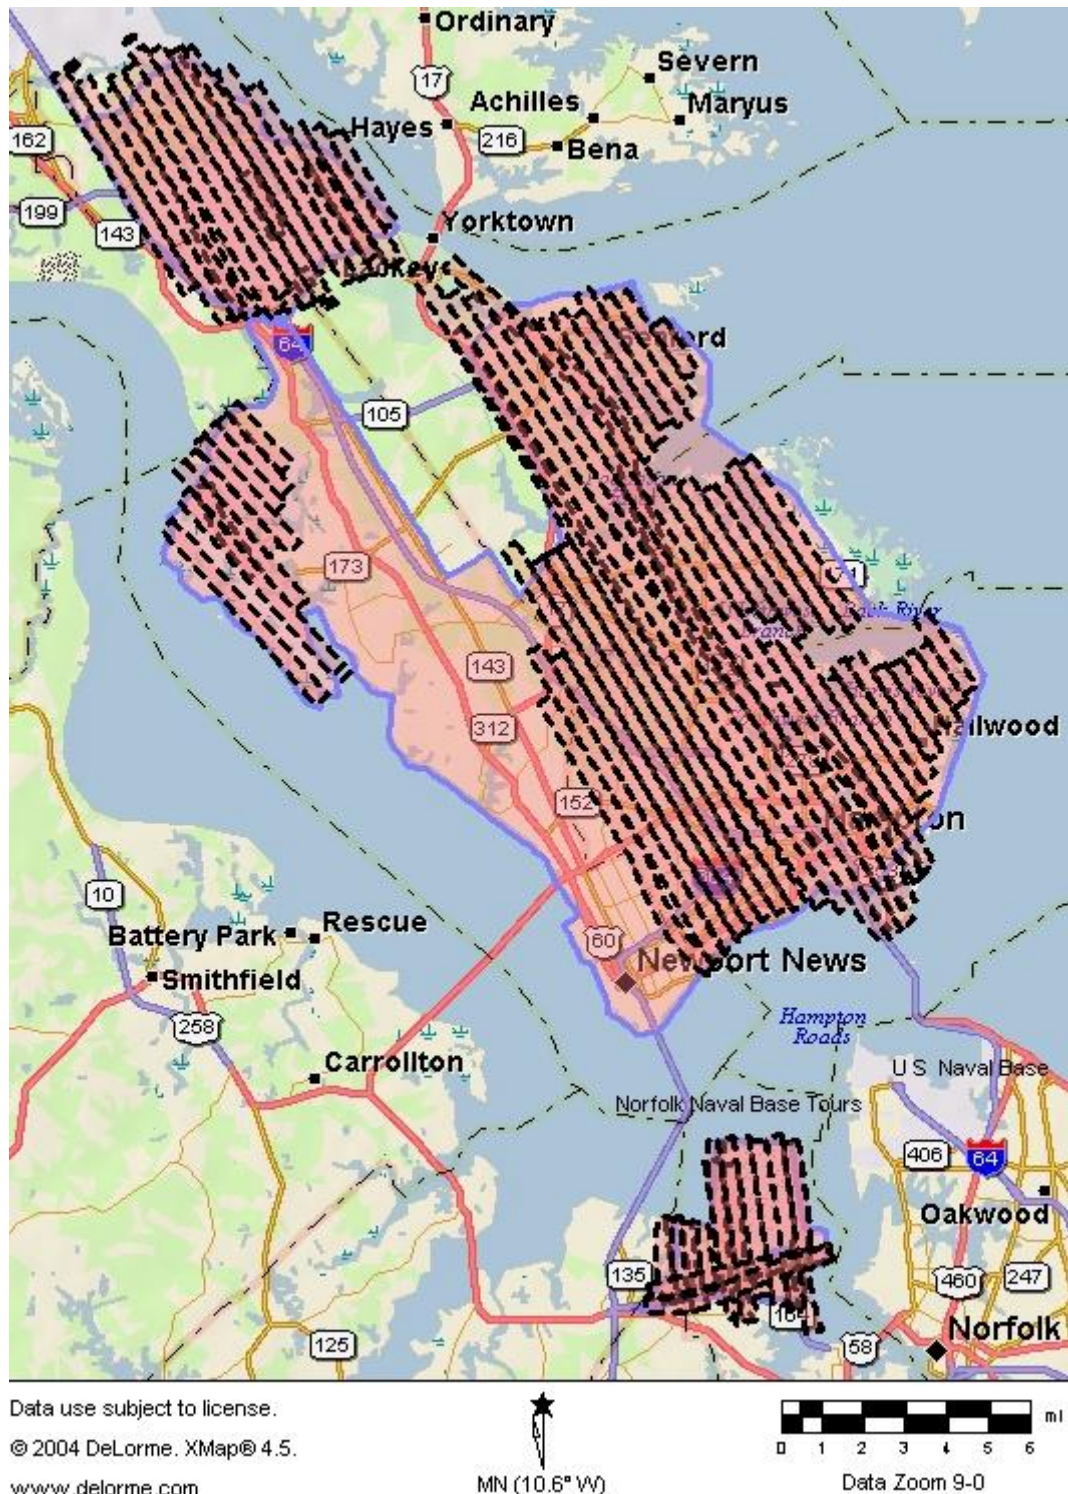 Ordinary
Severn
17
Achilles
Maryus
Hayes
216
Bena
162
199
143
Yorktown
64
105
173
71
Back River
143
312
152
60
Newport News
10
Battery Park
Rescue
Smithfield
258
Carrollton
Hampton
Roads
U S Naval Base
Norfolk Naval Base Tours
406
64
Oakwood
135
460
247
164
125
58
Norfolk
Data use subject to license.
© 2004 DeLorme. XMap® 4.5.
www.delorme.com
MN (10.6° W)
mi
0 1 2 3 4 5 6
Data Zoom 9-0